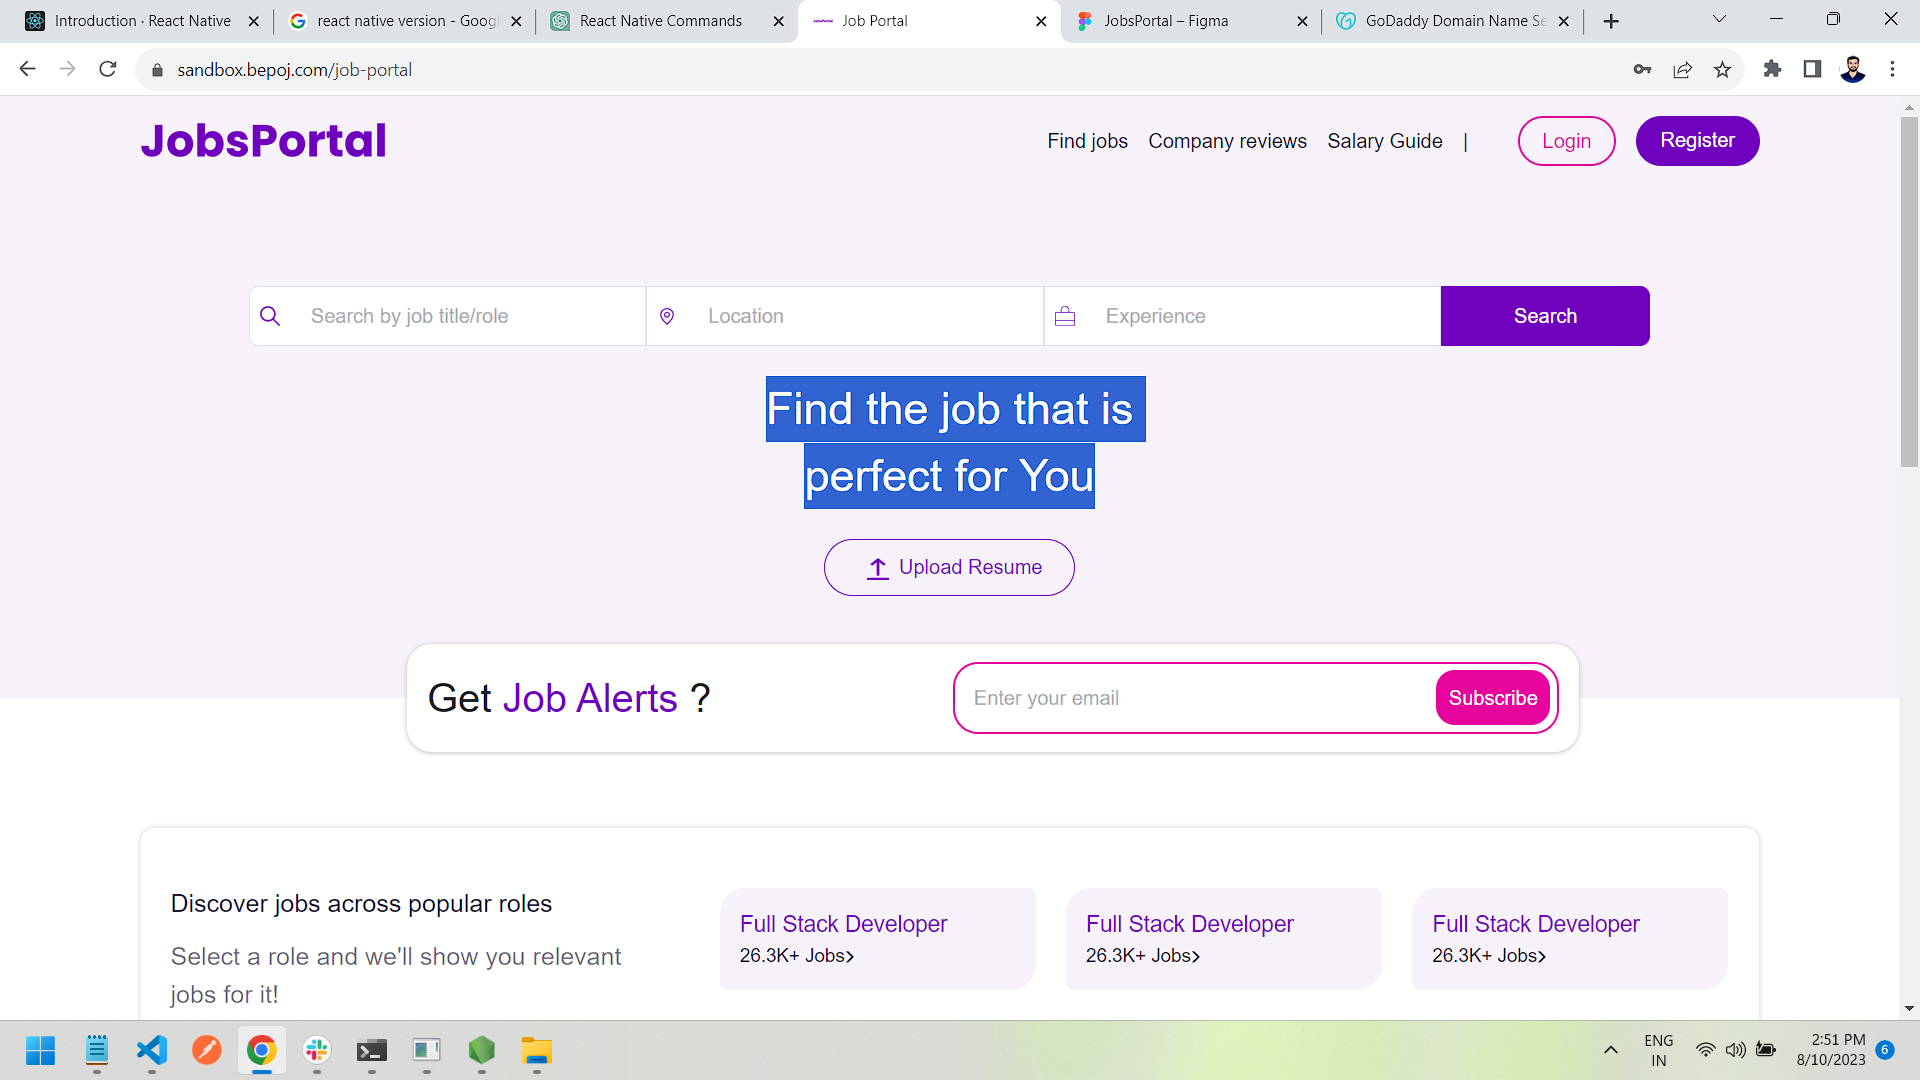 Introduction · React Native
react native version - Goog
React Native Commands
Job Portal
JobsPortal – Figma
GoDaddy Domain Name Se
sandbox.bepoj.com/job-portal
JobsPortal
Find jobs Company reviews Salary Guide | Login Register
Search by job title/role Location Experience Search
Find the job that is
perfect for You
Upload Resume
Get Job Alerts ? Enter your email Subscribe
Discover jobs across popular roles
Select a role and we'll show you relevant
jobs for it!
Full Stack Developer
26.3K+ Jobs
Full Stack Developer
26.3K+ Jobs
Full Stack Developer
26.3K+ Jobs
ENG
IN
2:51 PM
8/10/2023
6